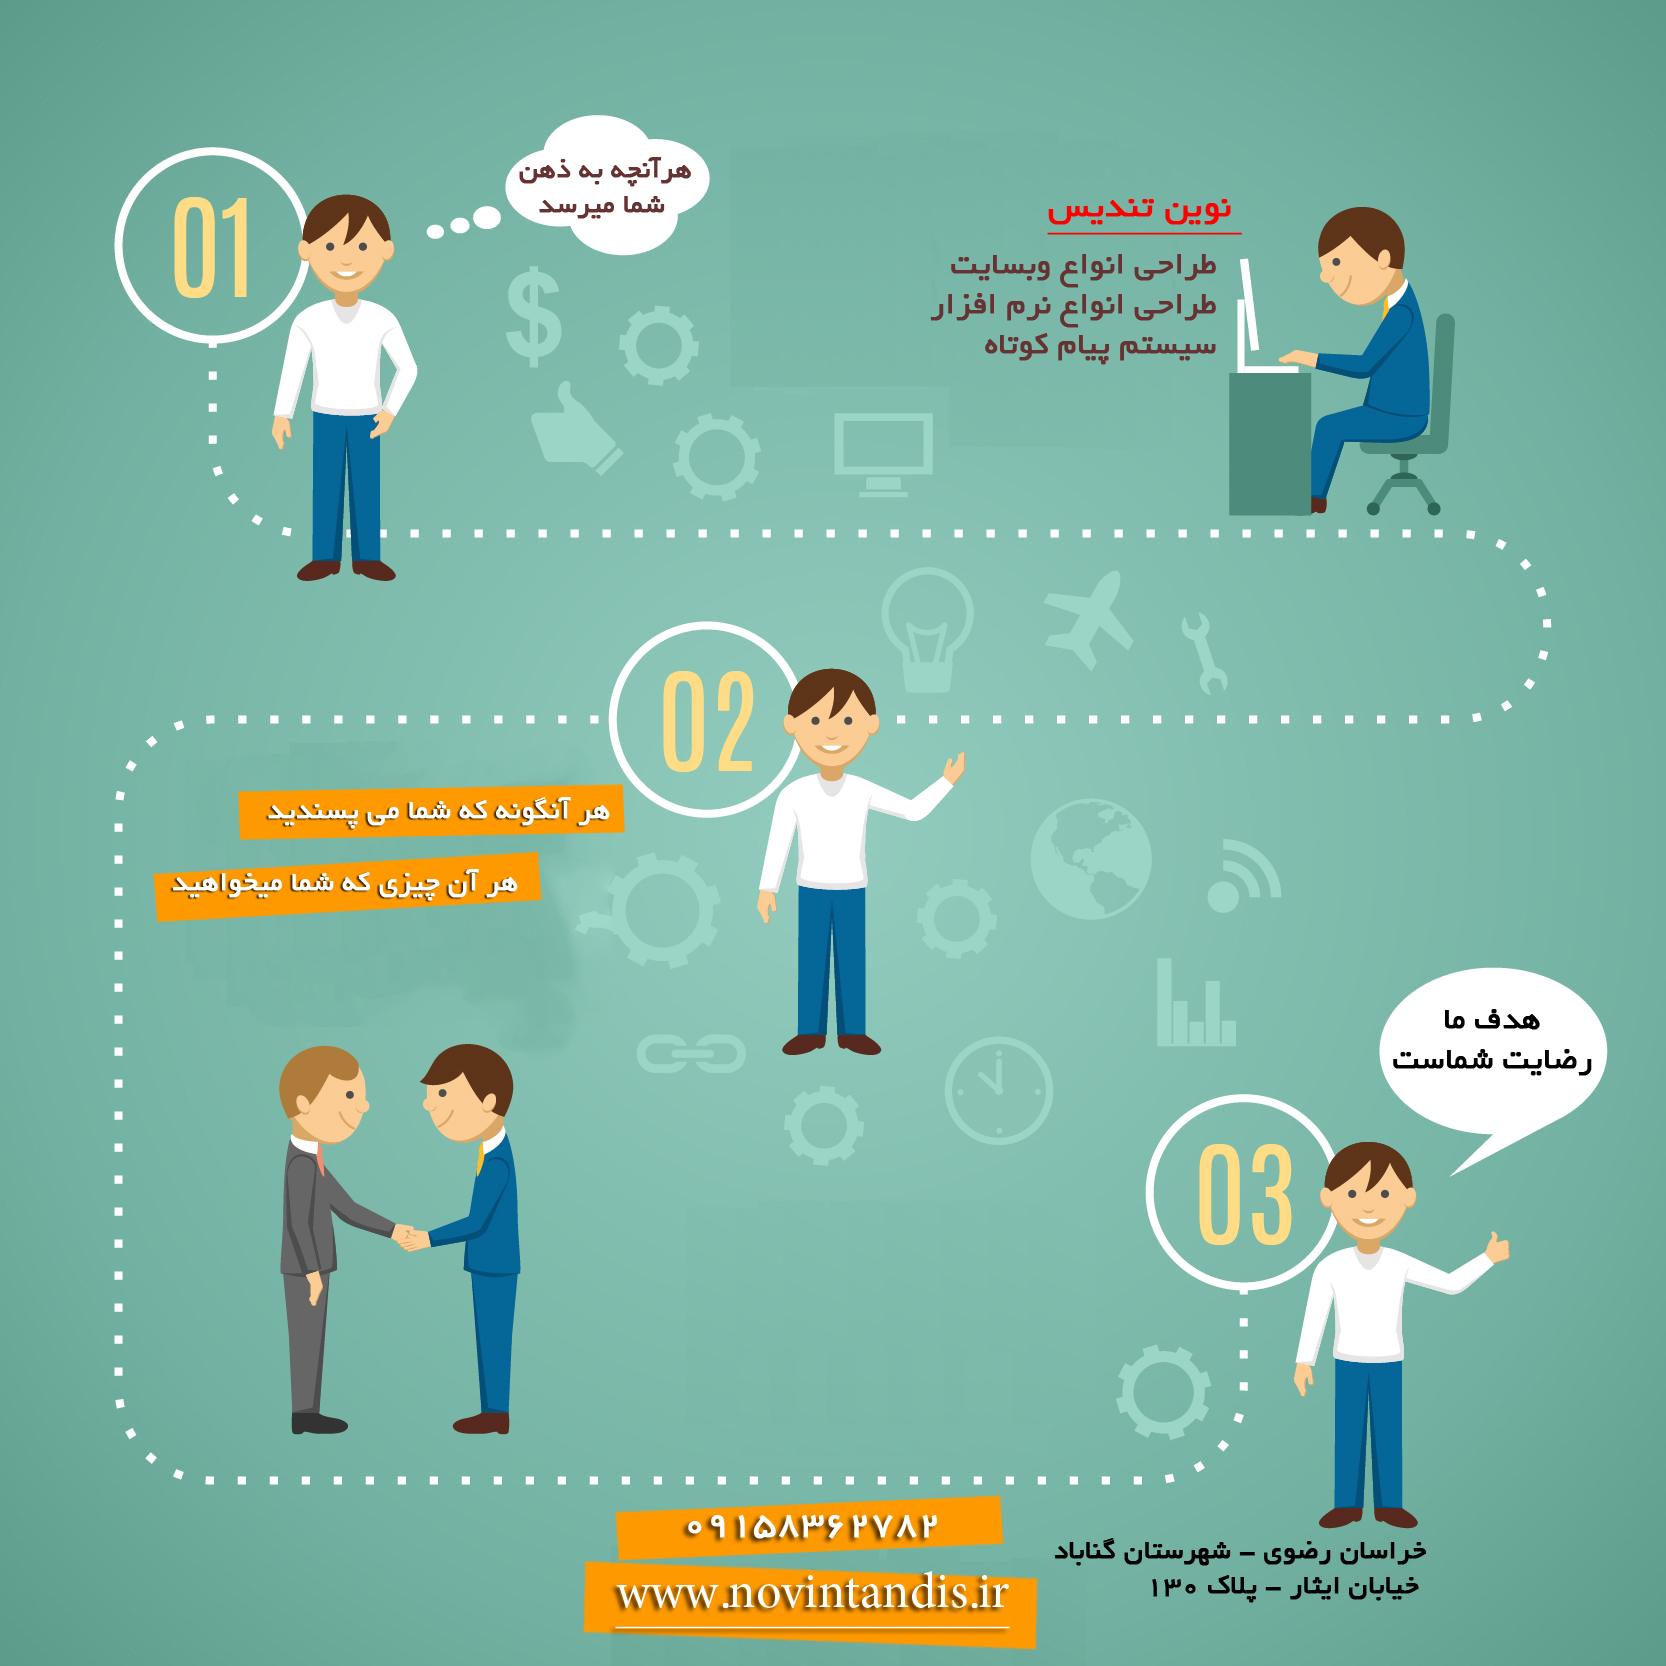 01
هرآنچه به ذهن
شما میرسد
نوین تندیس
طراحی انواع وبسایت
طراحی انواع نرم افزار
سیستم پیام کوتاه
02
هر آنگونه که شما می پسندید
هر آن چیزی که شما میخواهید
هدف ما
رضایت شماست
03
۰۹۱۵۸۳۶۲۷۸۲
www.novintandis.ir
خراسان رضوی – شهرستان گناباد
خیابان ایثار – پلاک ۱۳۰